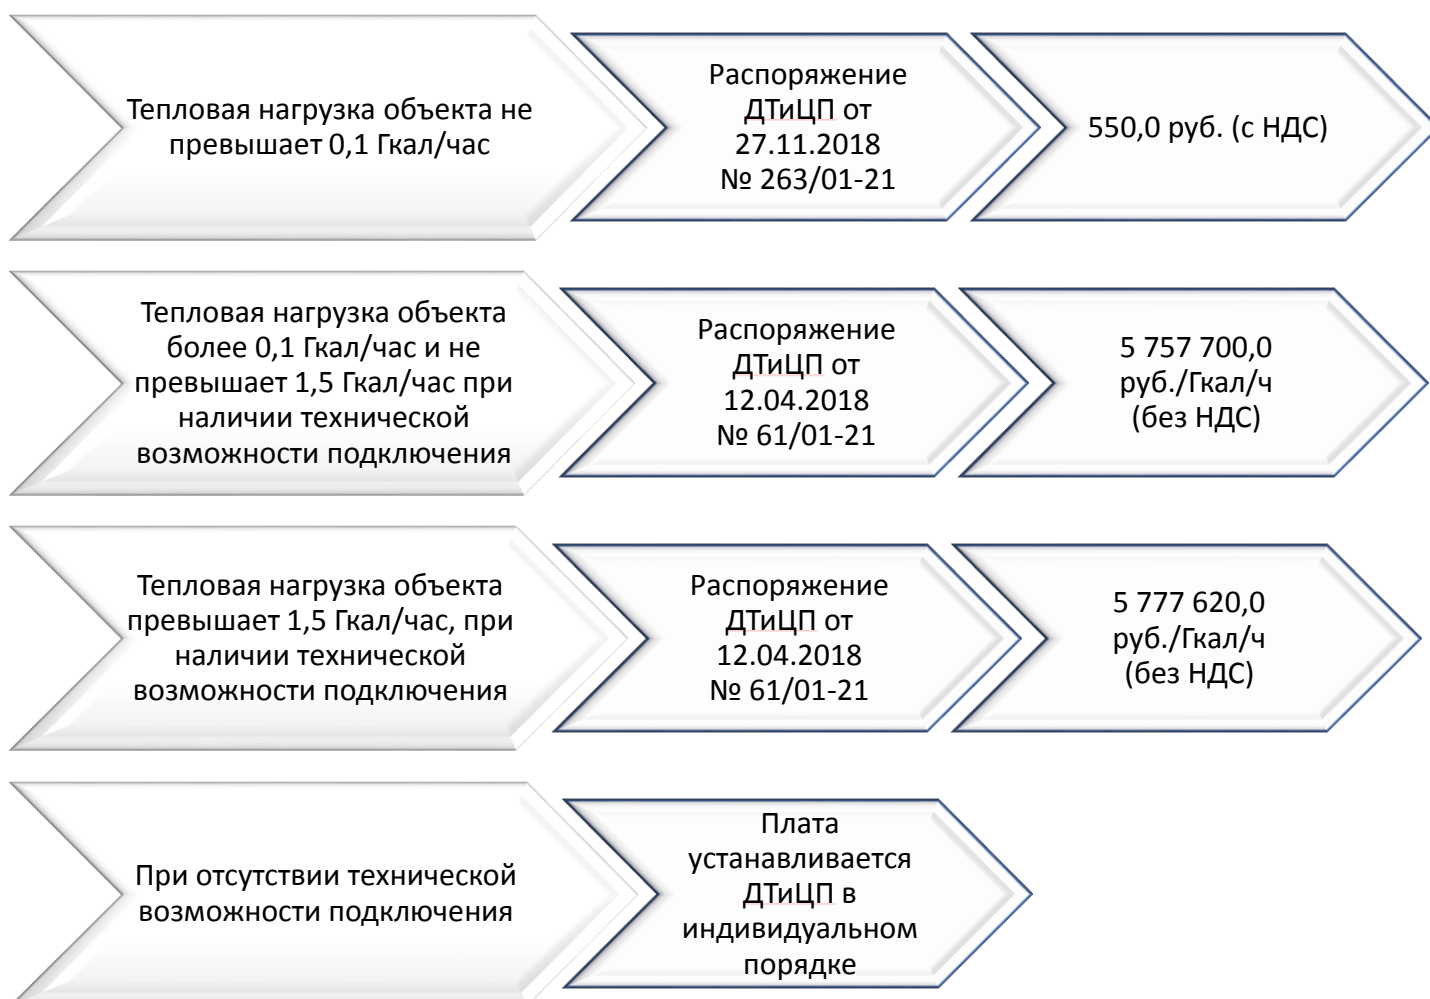 Тепловая нагрузка объекта не
превышает 0,1 Гкал/час
Распоряжение
ДТиЦП от
27.11.2018
№ 263/01-21
550,0 руб. (с НДС)
Тепловая нагрузка объекта
более 0,1 Гкал/час и не
превышает 1,5 Гкал/час при
наличии технической
возможности подключения
Распоряжение
ДТиЦП от
12.04.2018
№ 61/01-21
5 757 700,0
руб./Гкал/ч
(без НДС)
Тепловая нагрузка объекта
превышает 1,5 Гкал/час, при
наличии технической
возможности подключения
Распоряжение
ДТиЦП от
12.04.2018
№ 61/01-21
5 777 620,0
руб./Гкал/ч
(без НДС)
При отсутствии технической
возможности подключения
Плата
устанавливается
ДТиЦП в
индивидуальном
порядке